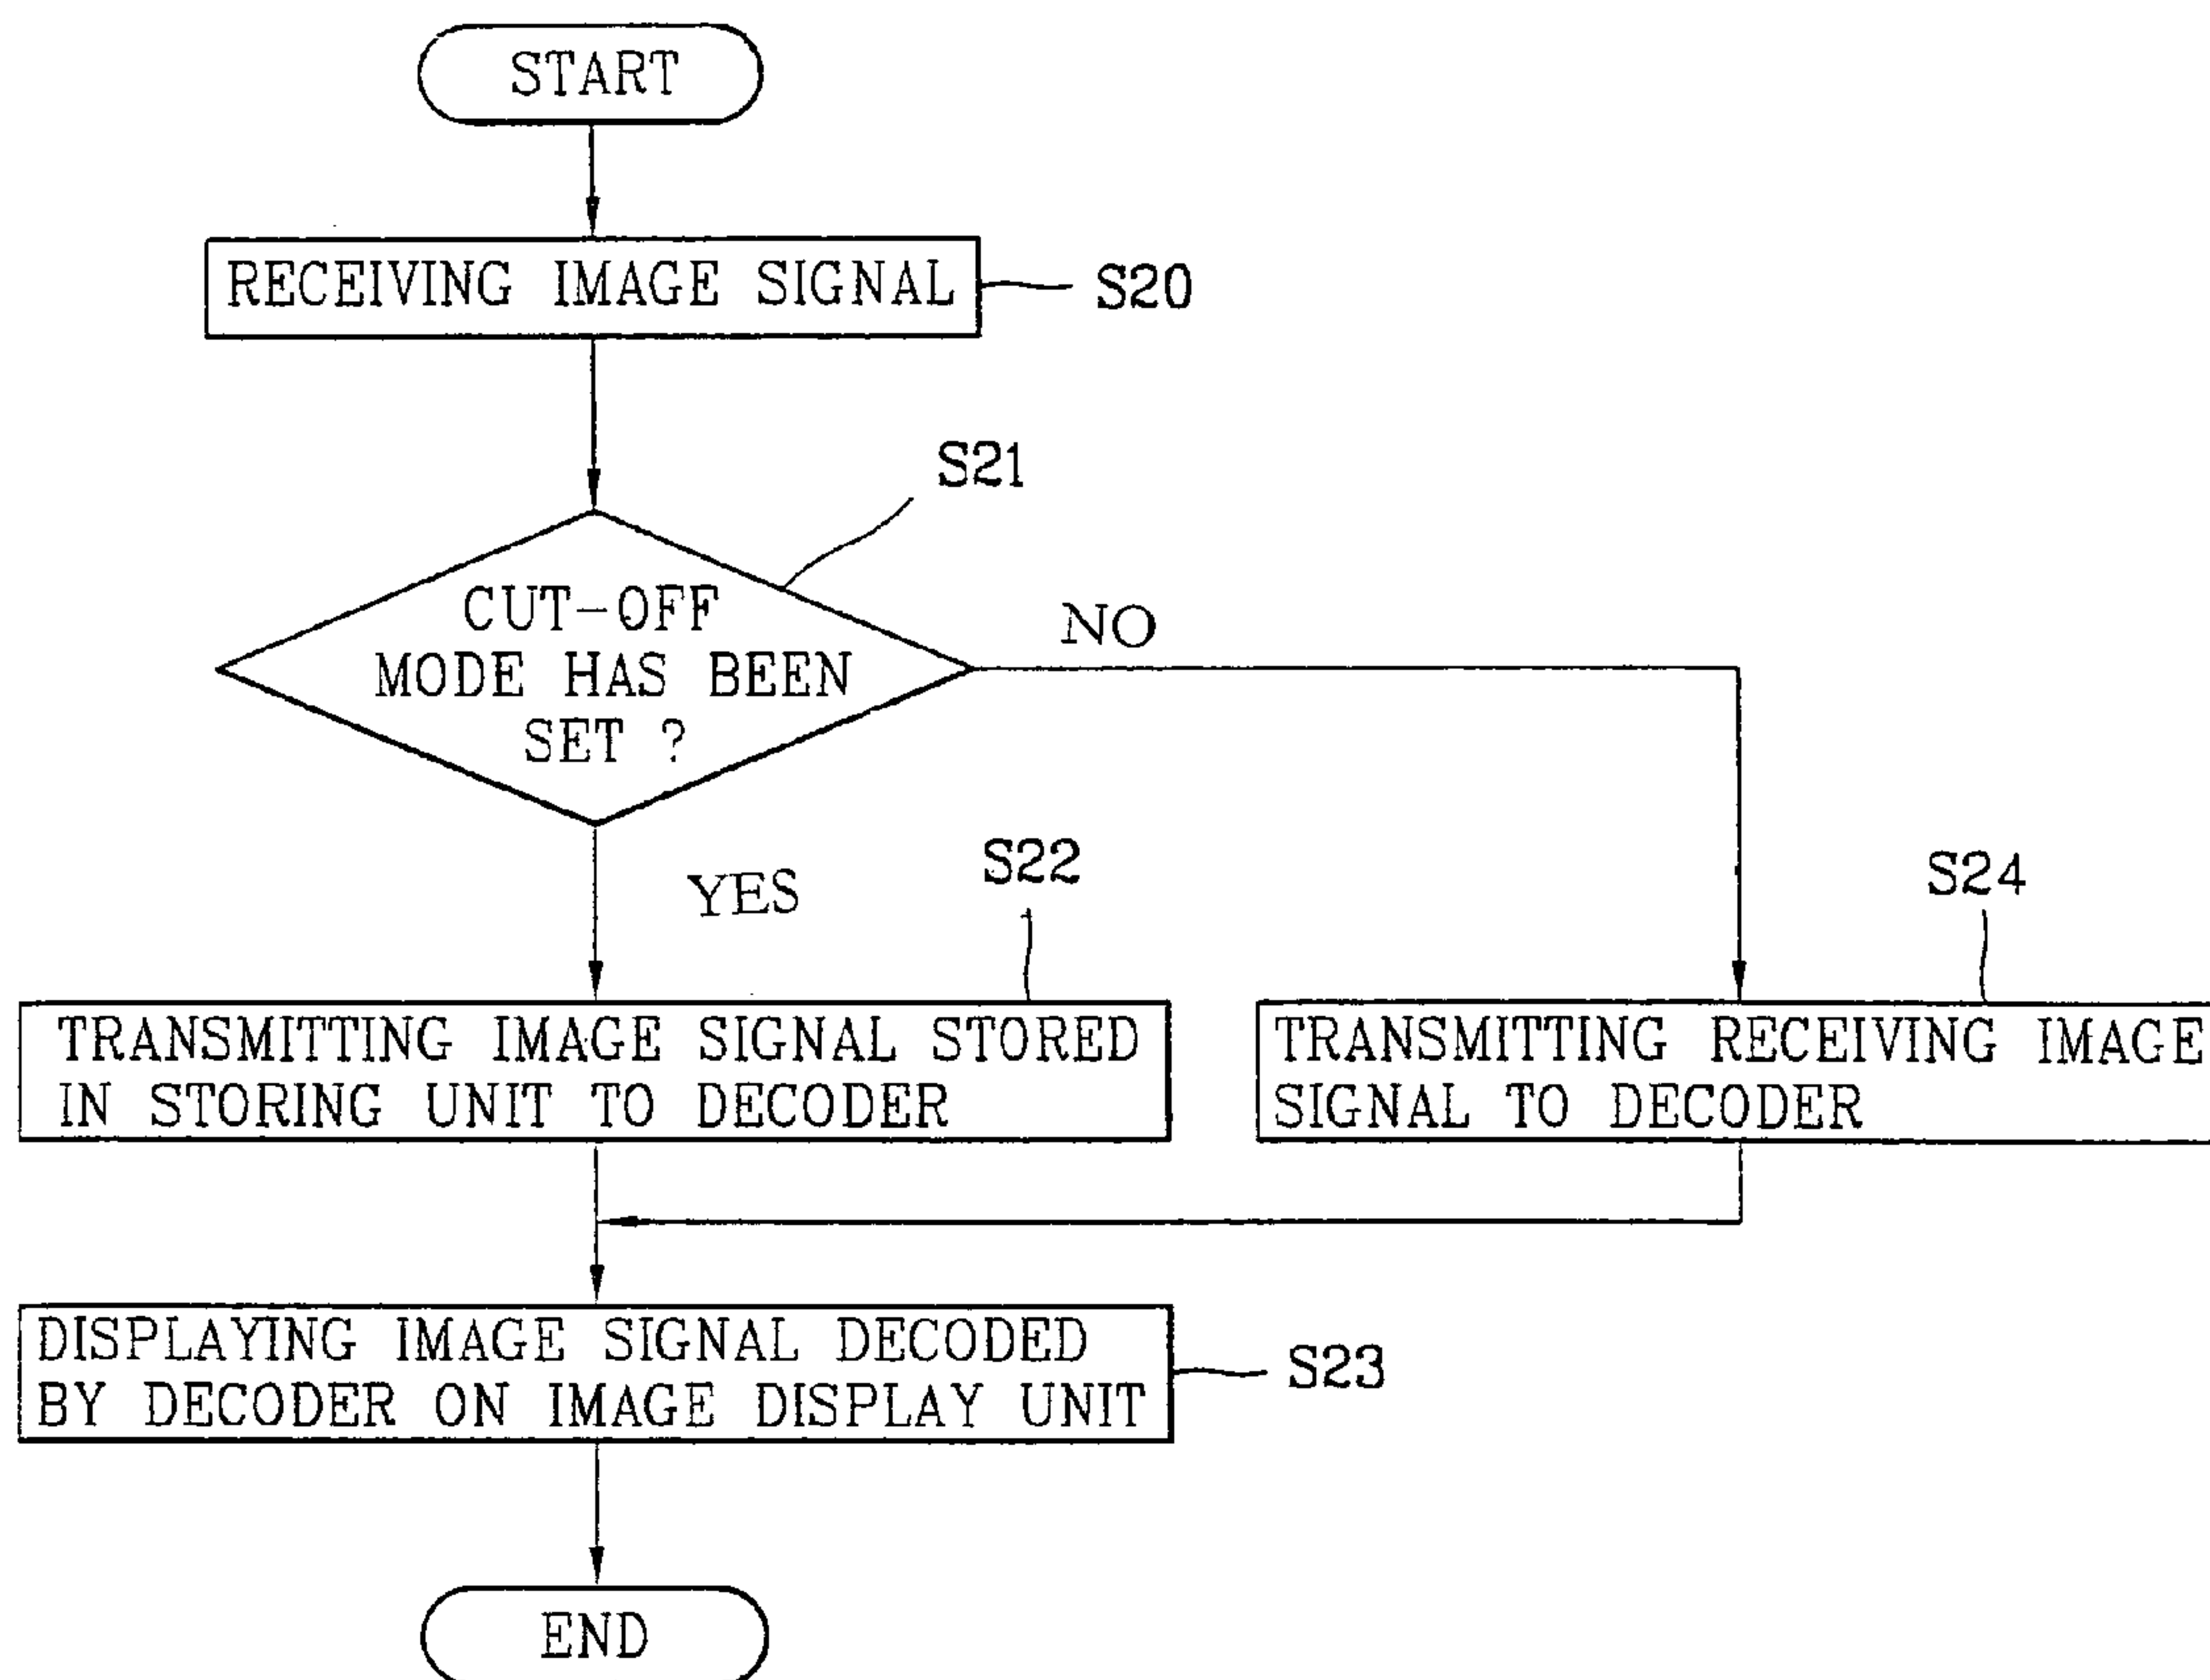 START
RECEIVING IMAGE SIGNAL
S20
S21
CUT-OFF
MODE HAS BEEN
SET ?
NO
YES
S22
TRANSMITTING IMAGE SIGNAL STORED
IN STORING UNIT TO DECODER
S24
TRANSMITTING RECEIVING IMAGE
SIGNAL TO DECODER
DISPLAYING IMAGE SIGNAL DECODED
BY DECODER ON IMAGE DISPLAY UNIT
S23
END